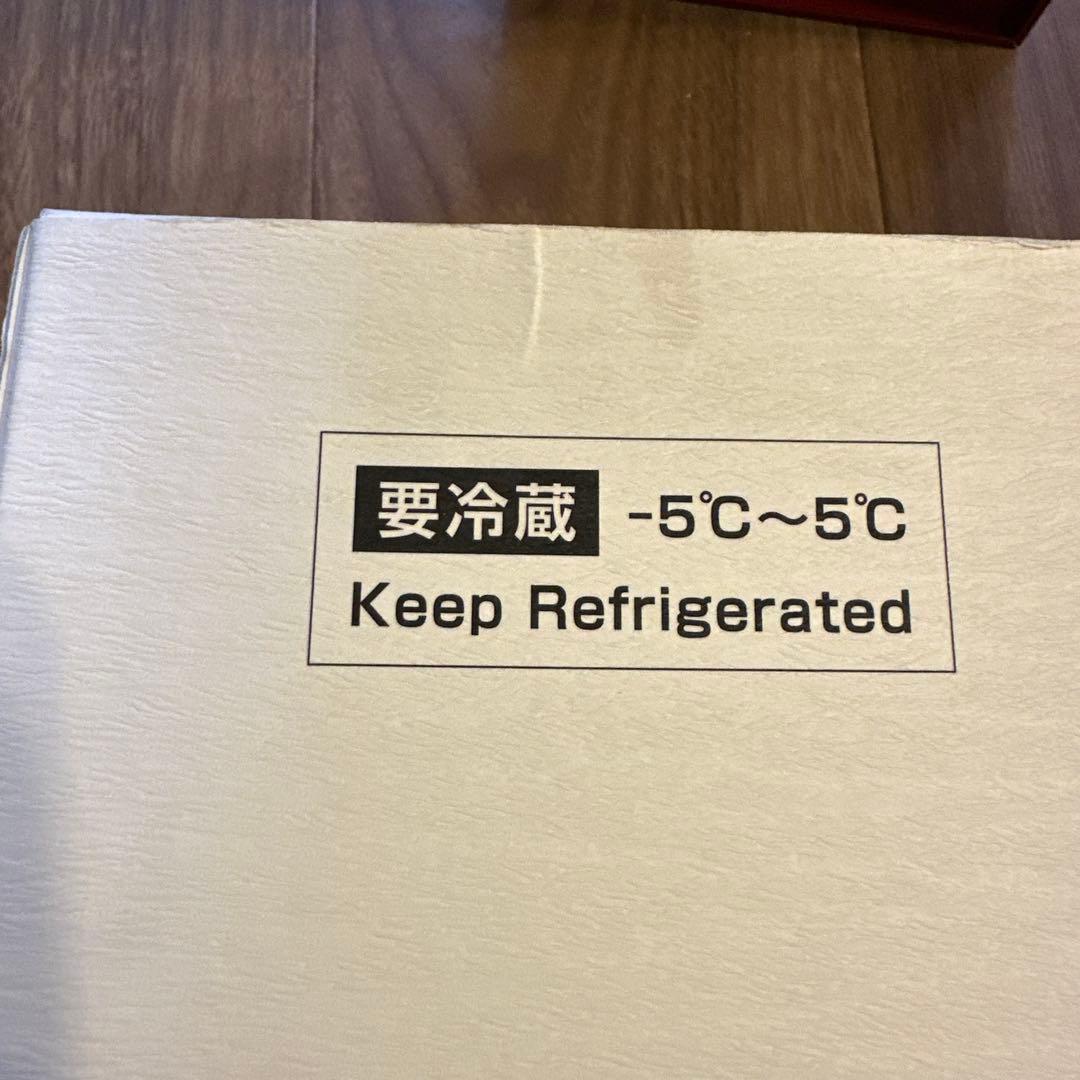 要冷蔵 -5℃～5℃
Keep Refrigerated